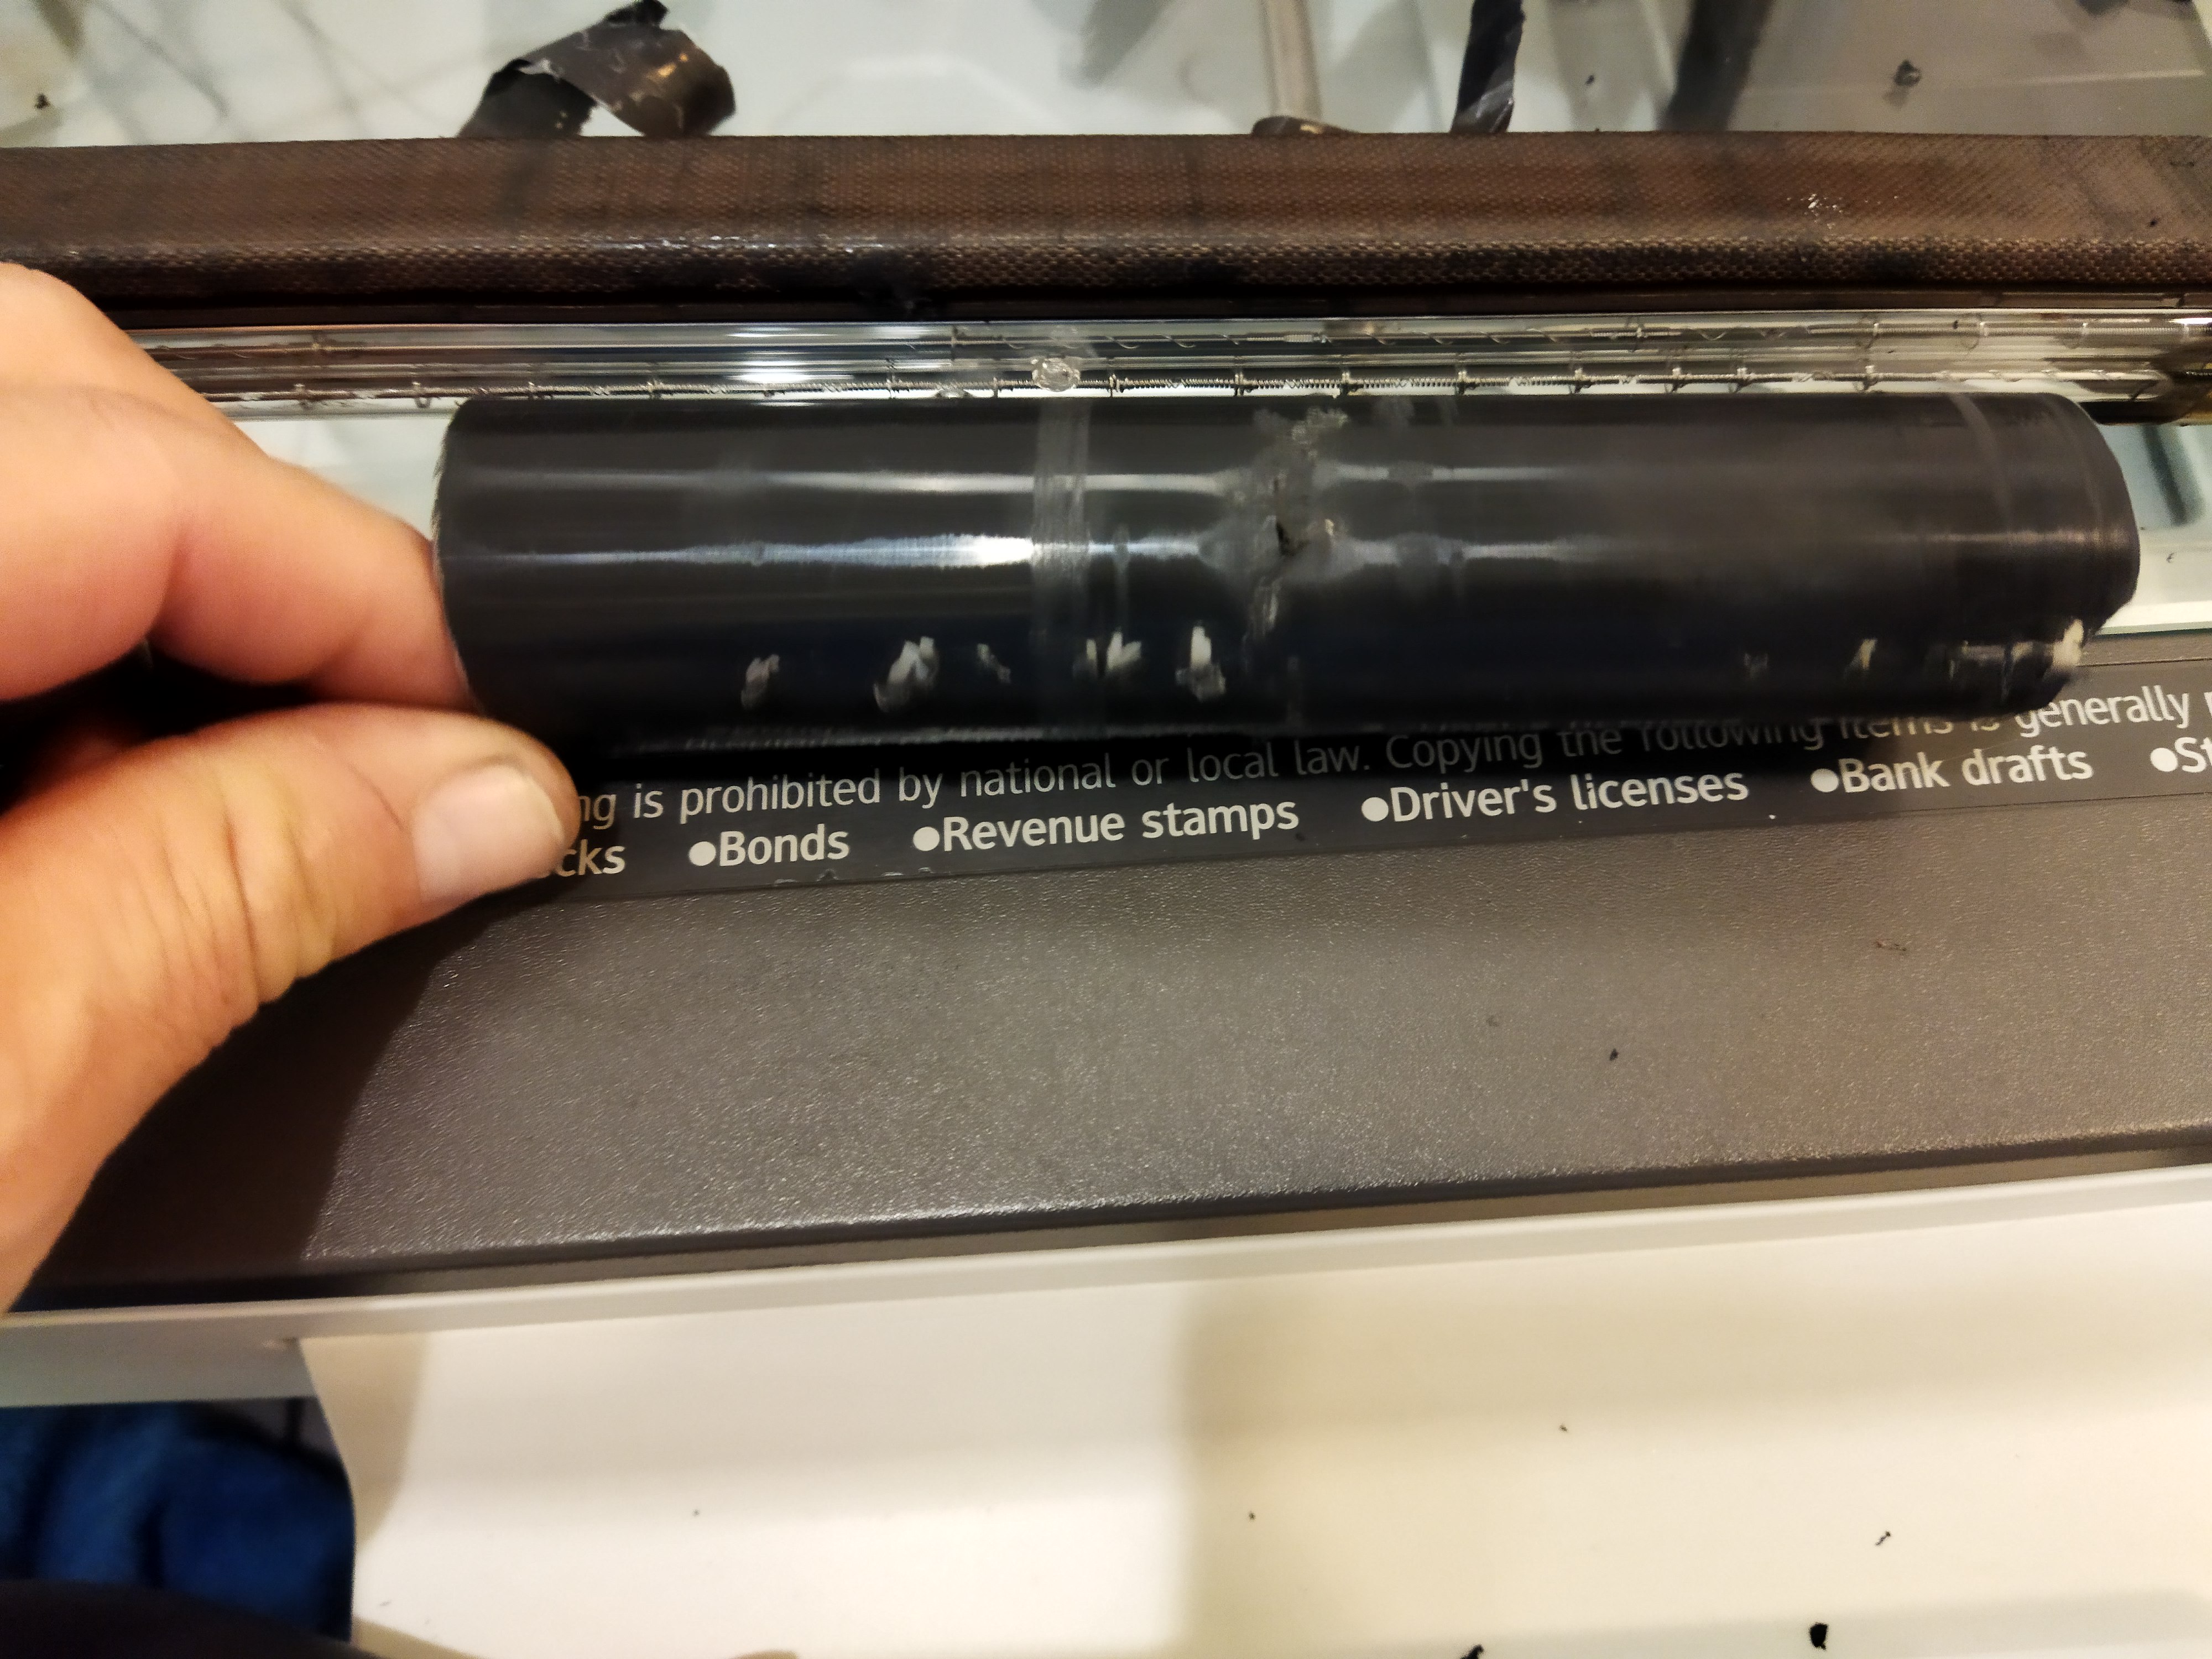 ng is prohibited by national or local law. Copying the following items is generally
cks ●Bonds ●Revenue stamps ●Driver's licenses ●Bank drafts ●St